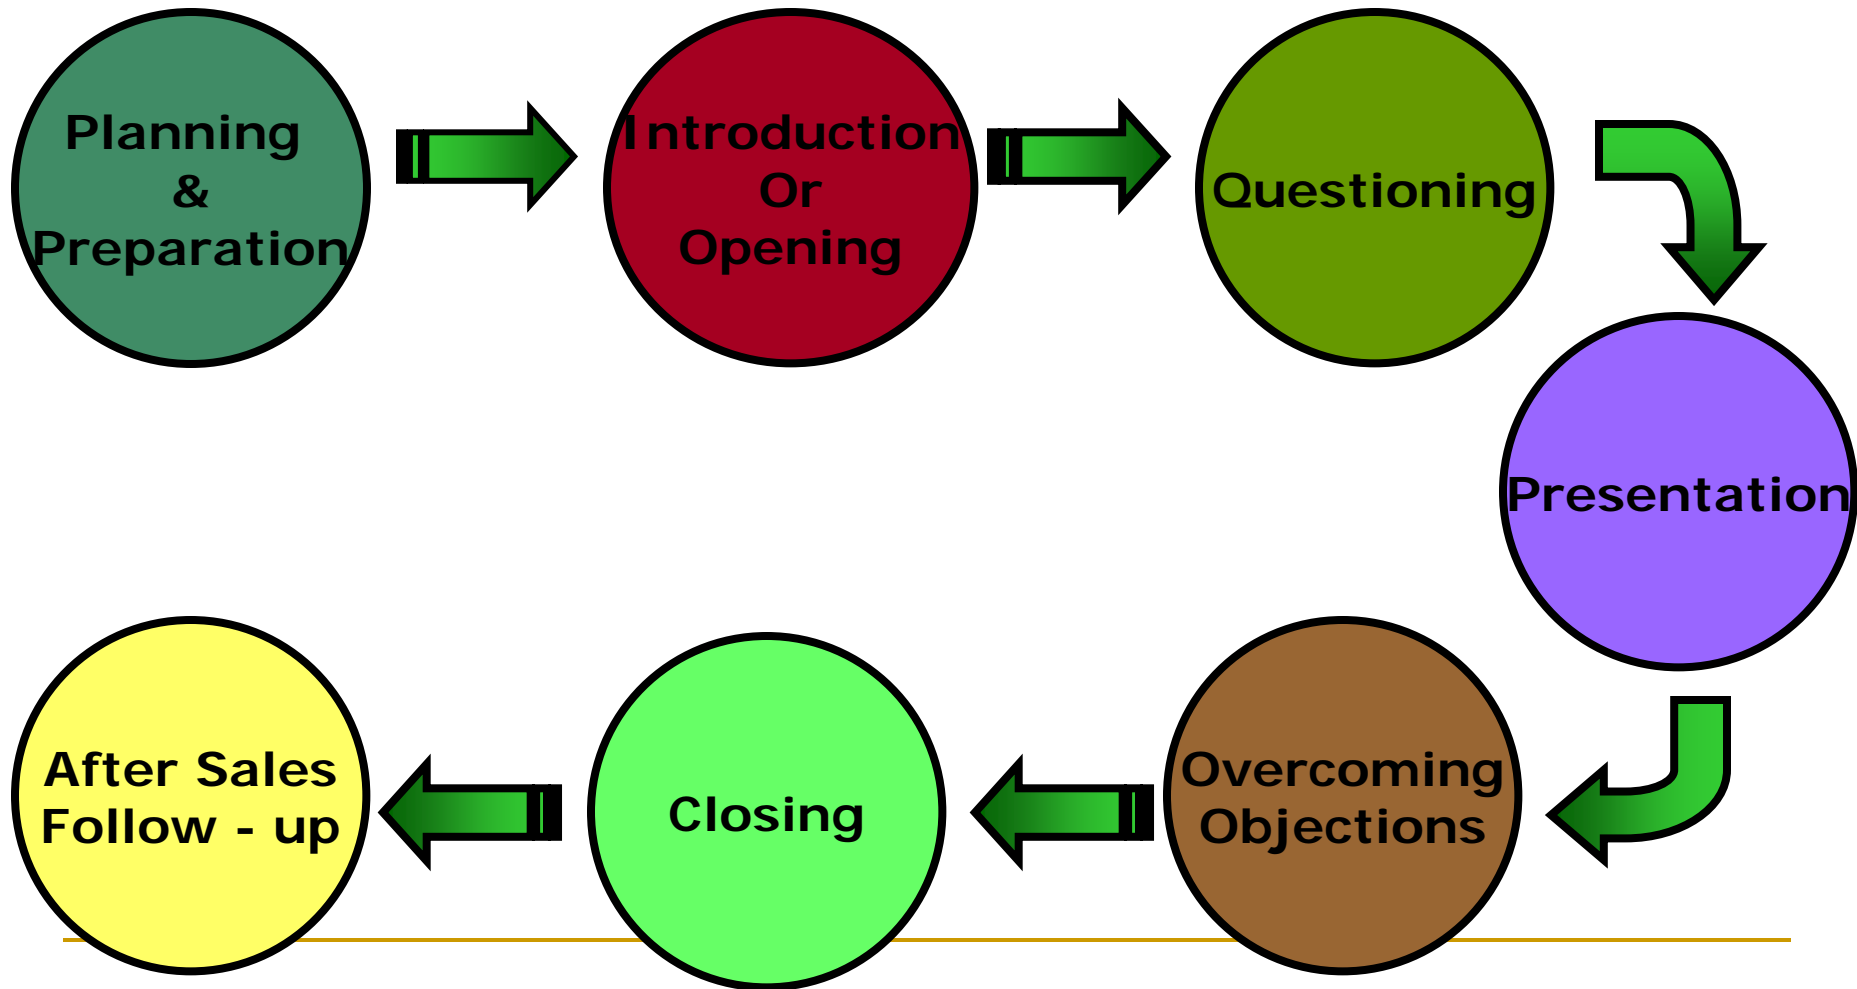 Planning
&
Preparation
Introduction
Or
Opening
Questioning
Presentation
Overcoming
Objections
Closing
After Sales
Follow - up